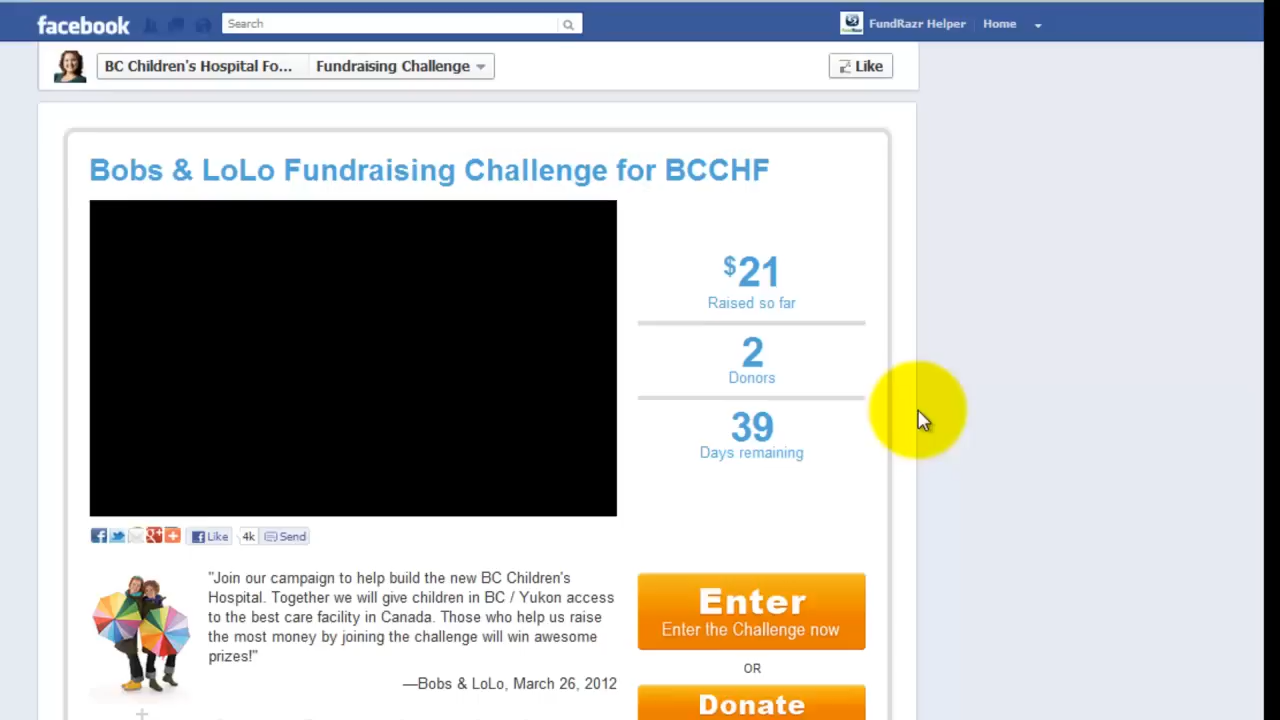 facebook
Search
FundRazr Helper
Home
BC Children's Hospital Fo...
Fundraising Challenge
Like
Bobs & LoLo Fundraising Challenge for BCCHF
$21
Raised so far
2
Donors
39
Days remaining
Like
4k
Send
"Join our campaign to help build the new BC Children's
Hospital. Together we will give children in BC / Yukon access
to the best care facility in Canada. Those who help us raise
the most money by joining the challenge will win awesome
prizes!"
—Bobs & LoLo, March 26, 2012
Enter
Enter the Challenge now
OR
Donate